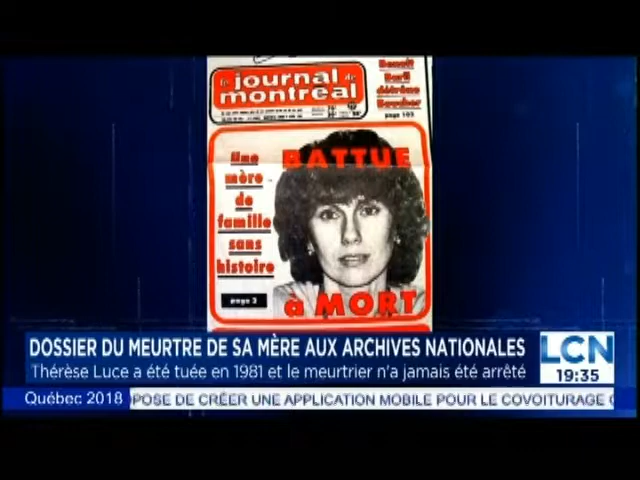 le journal de
montréal
Benoit
Buil
détrône
Boucher
page 103
Une
mère
de
famille
sans
histoire
BATTUE
à MORT
page 3
DOSSIER DU MEURTRE DE SA MÈRE AUX ARCHIVES NATIONALES
Thérèse Luce a été tuée en 1981 et le meurtrier n'a jamais été arrêté
LCN
19:35
Québec 2018
POSE DE CRÉER UNE APPLICATION MOBILE POUR LE COVOITURAGE